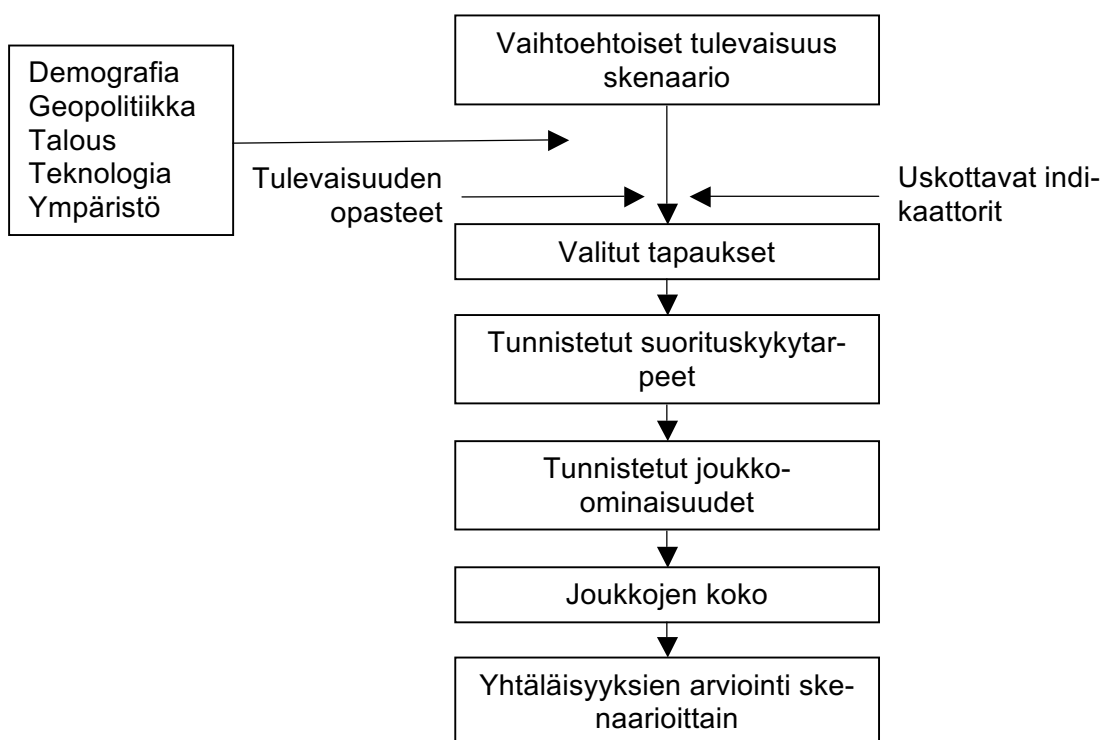 Vaihtoehtoiset tulevaisuus
skenaario
Demografia
Geopolitiikka
Talous
Teknologia
Ympäristö
Tulevaisuuden
opasteet
Uskottavat indi-
kaattorit
Valitut tapaukset
Tunnistetut suorituskykytar-
peet
Tunnistetut joukko-
ominaisuudet
Joukkojen koko
Yhtäläisyyksien arviointi ske-
naarioittain